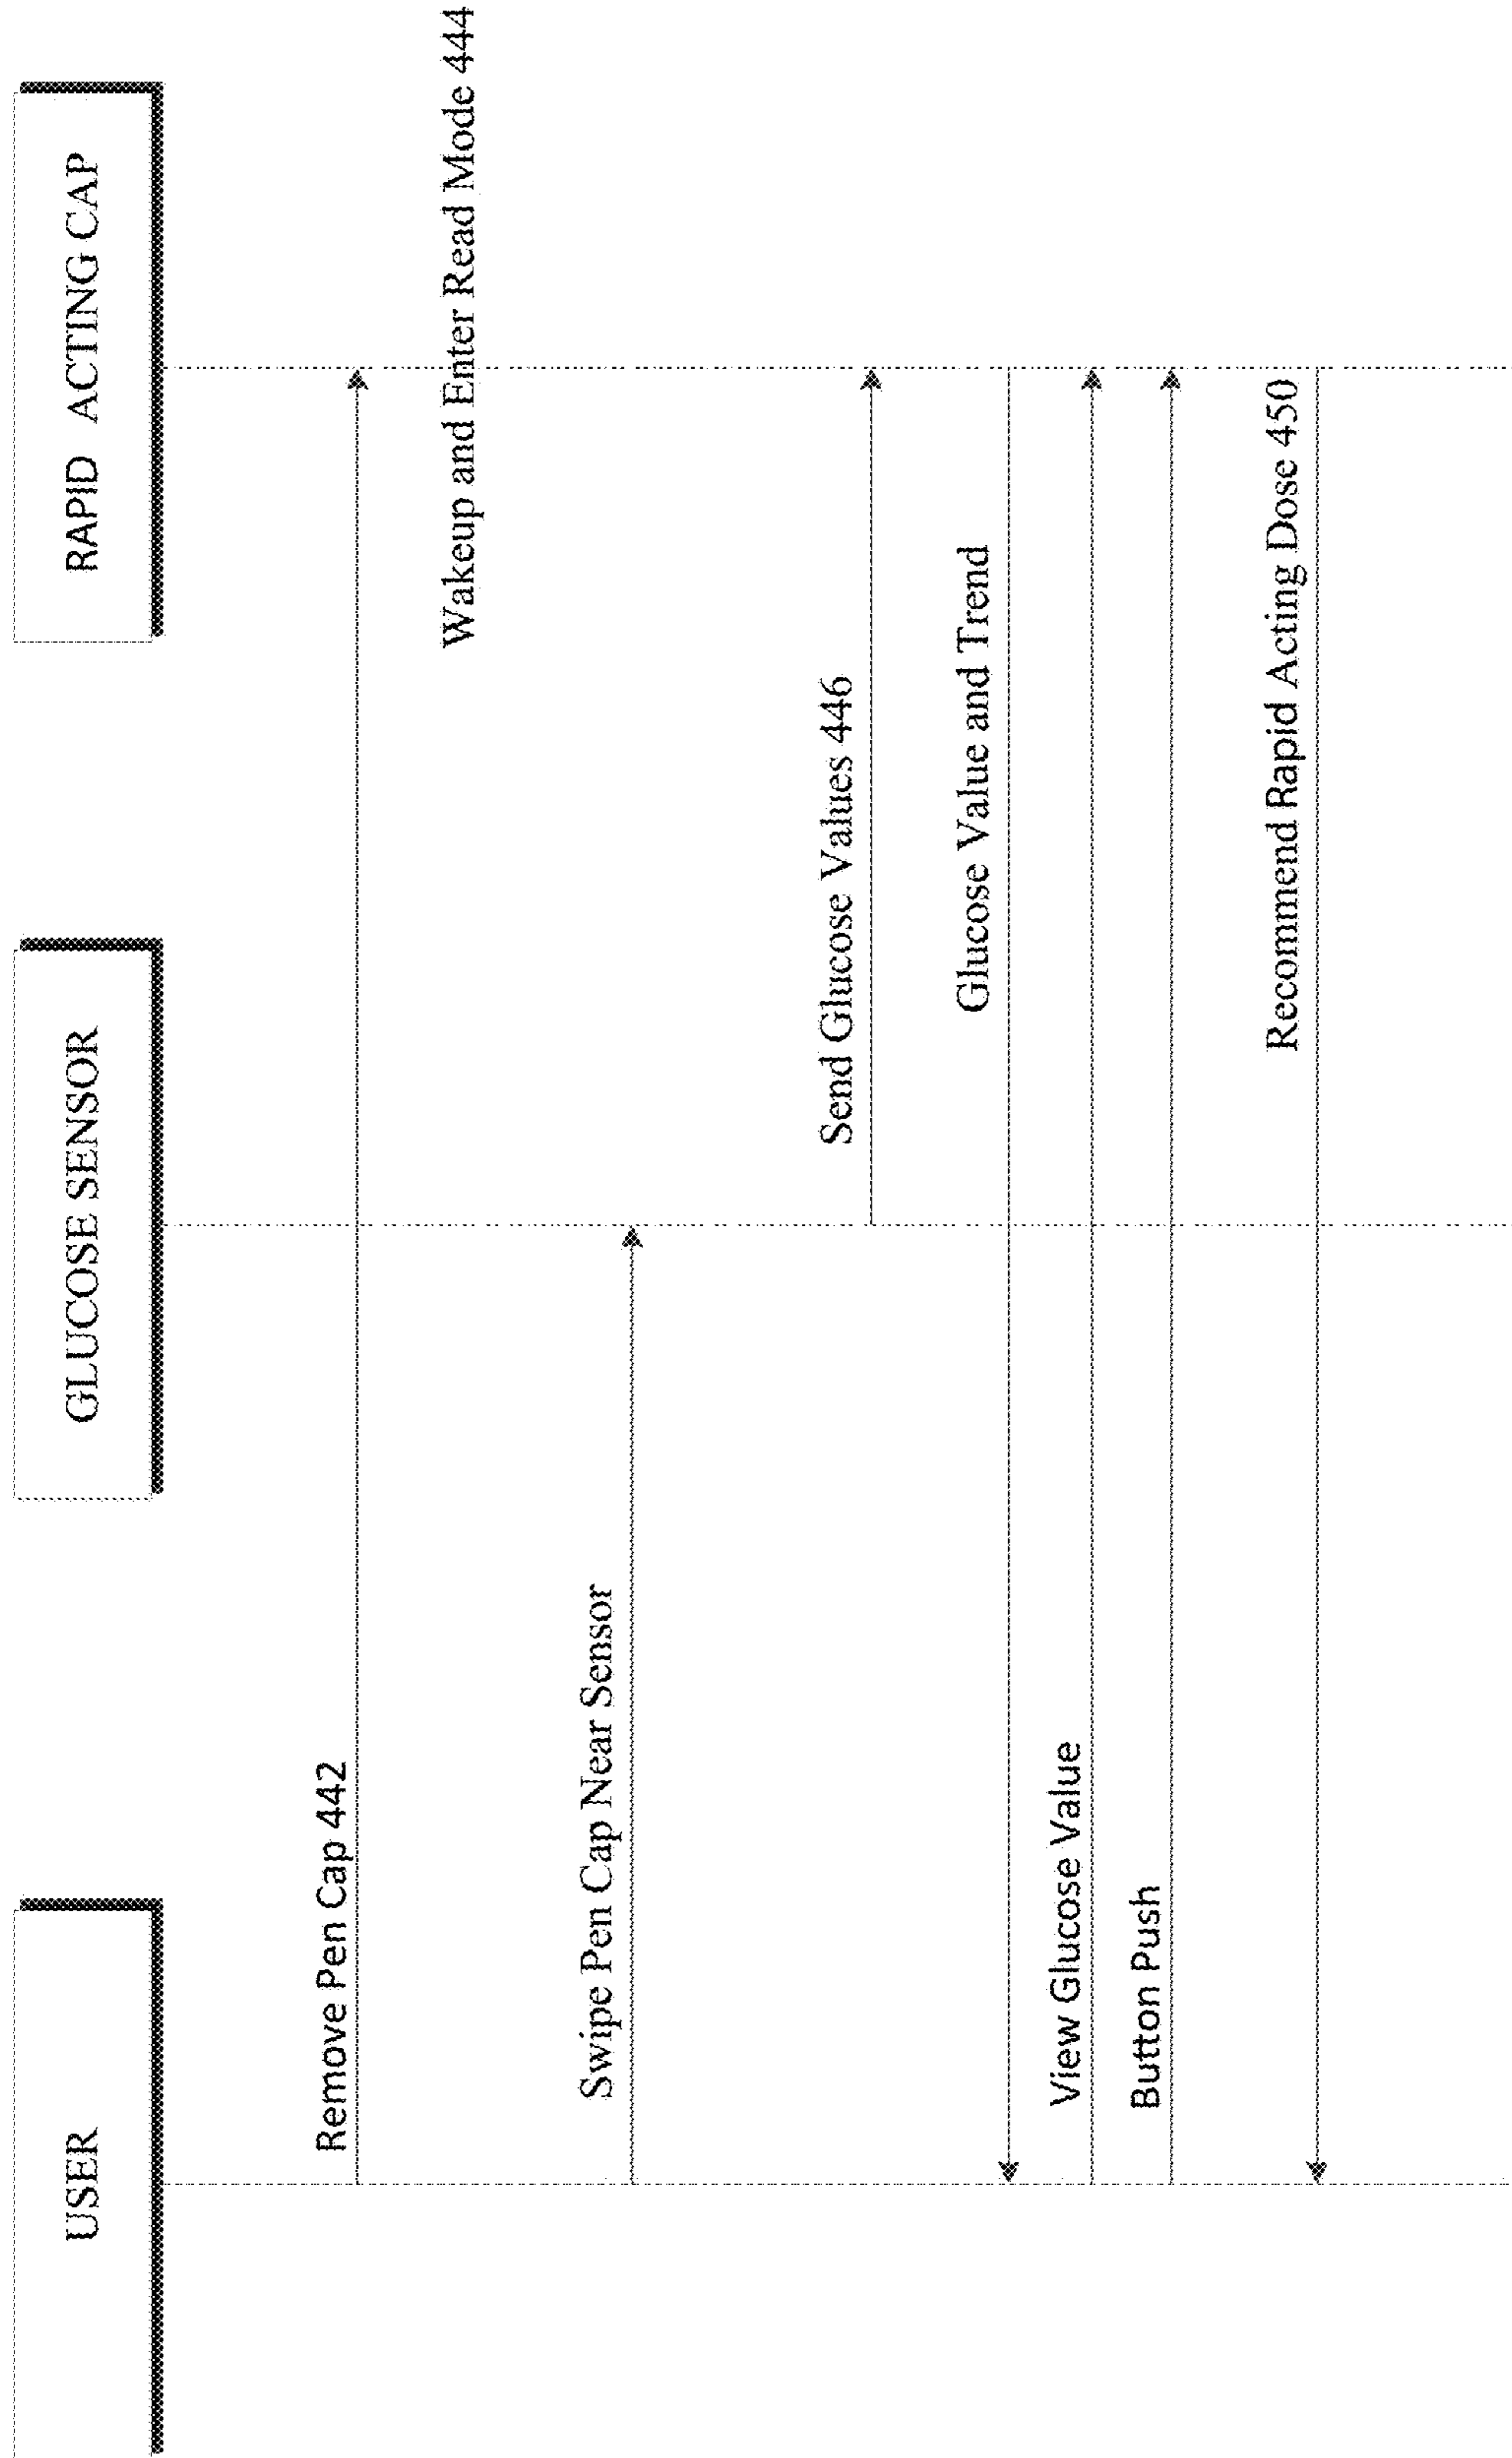 USER
GLUCOSE SENSOR
RAPID ACTING CAP
Remove Pen Cap 442
Wakeup and Enter Read Mode 444
Swipe Pen Cap Near Sensor
Send Glucose Values 446
Glucose Value and Trend
View Glucose Value
Button Push
Recommend Rapid Acting Dose 450